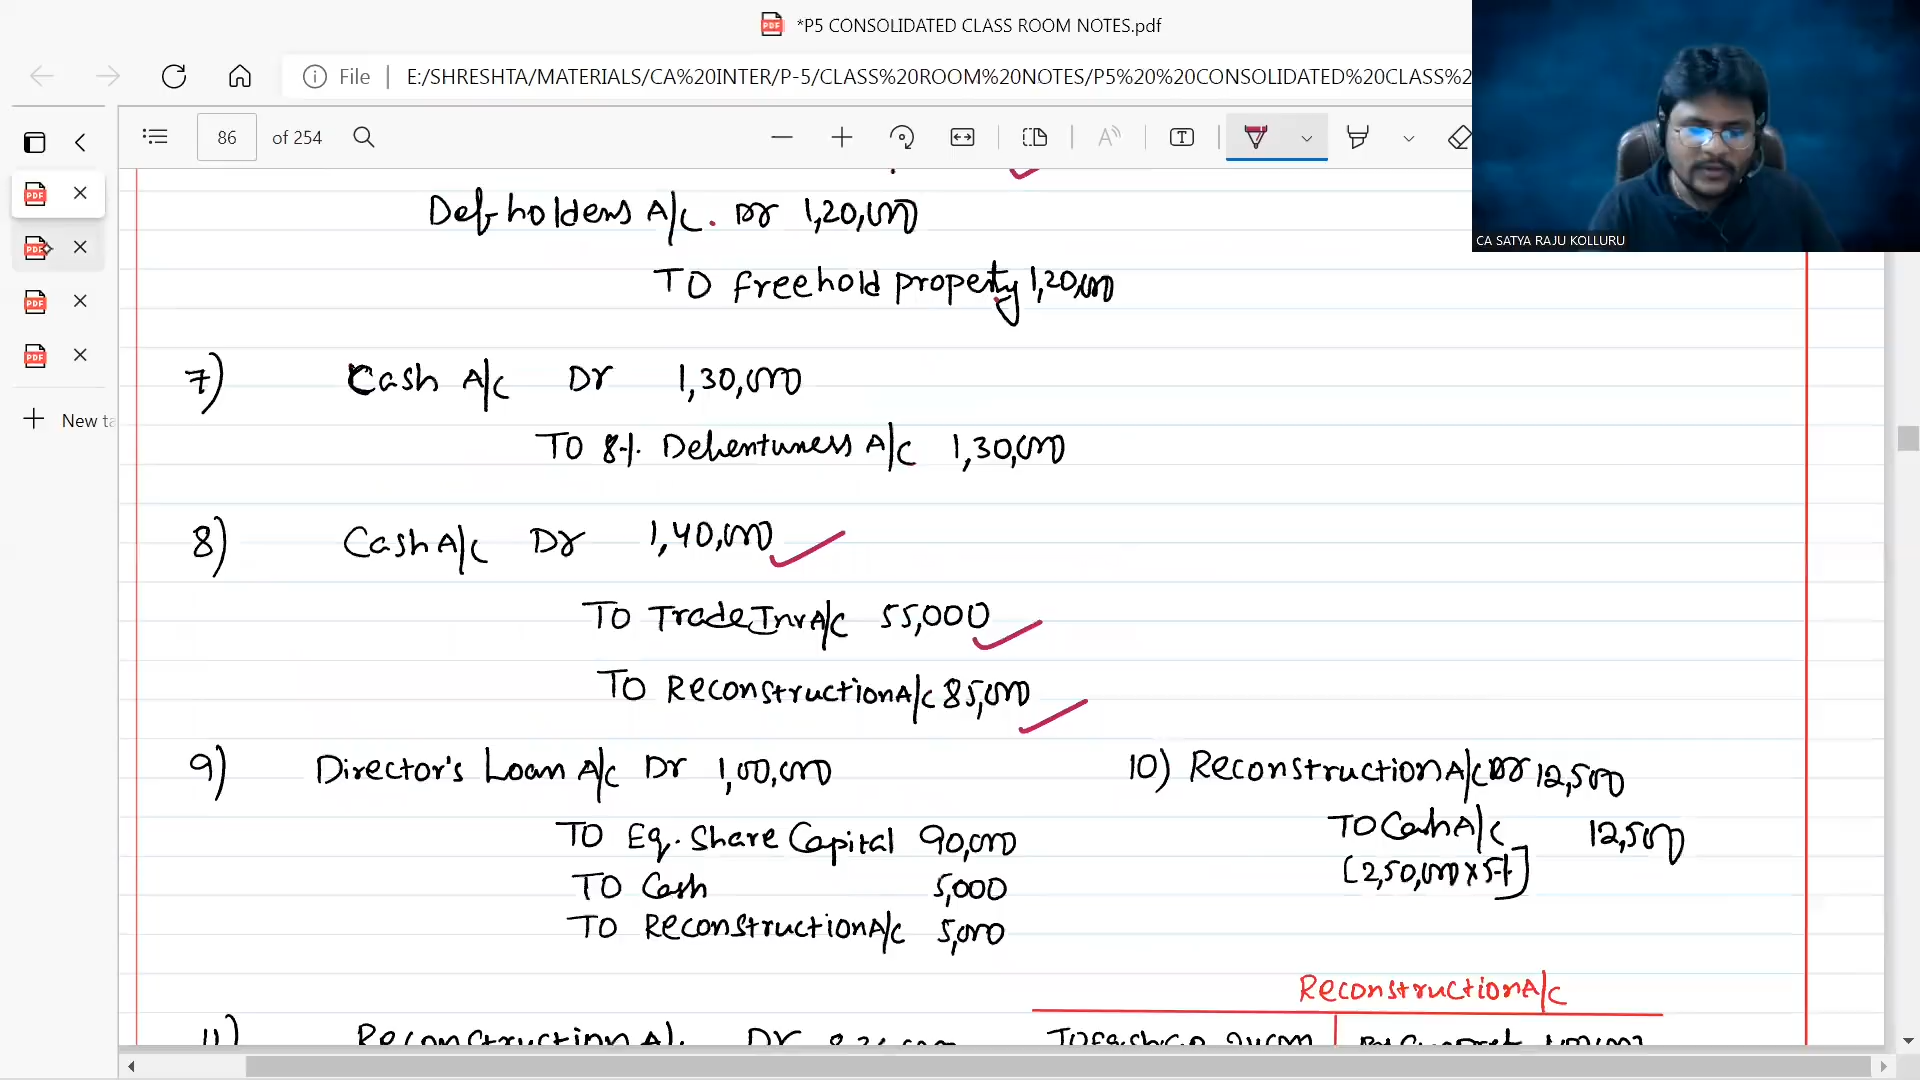 *P5 CONSOLIDATED CLASS ROOM NOTES.pdf
File E:/SHRESHTA/MATERIALS/CA%20INTER/P-5/CLASS%20ROOM%20NOTES/P5%20%20CONSOLIDATED%20CLASS%2
86 of 254
CA SATYA RAJU KOLLURU
New ta
Deb-holders A/c. Dr 1,20,000
TO freehold property 1,20,000
7) Cash A/c Dr 1,30,000
TO 8%. Debentures A/c 1,30,000
8) Cash A/c Dr 1,40,000
TO Trade Inv A/c 55,000
TO Reconstruction A/c 85,000
9) Director's Loan A/c Dr 1,00,000
TO Eq. Share Capital 90,000
TO Cash 5,000
TO Reconstruction A/c 5,000
10) Reconstruction A/c Dr 12,500
TO Cash A/c 12,500
[2,50,000 x 5%]
Reconstruction A/c
11) Reconstruction A/c Dr